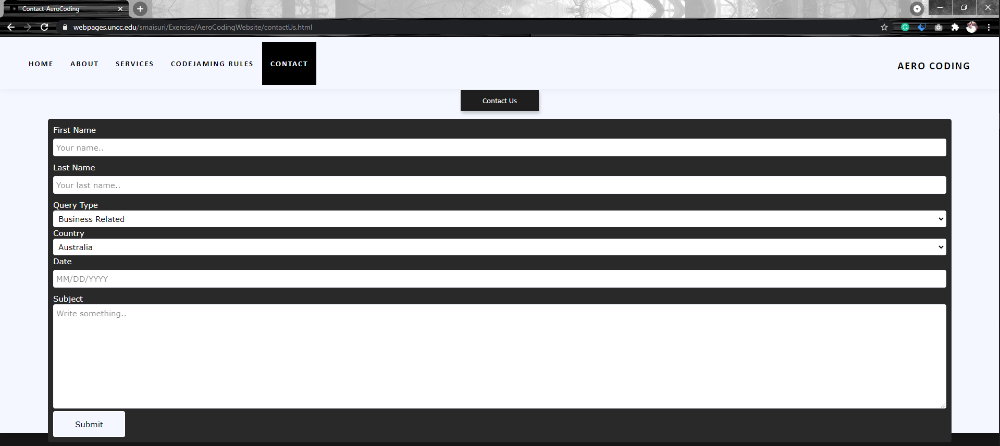 Contact-AeroCoding
webpages.uncc.edu/smaisuri/Exercise/AeroCodingWebsite/contactUs.html
HOME ABOUT SERVICES CODEJAMING RULES CONTACT AERO CODING
Contact Us
First Name
Your name..
Last Name
Your last name..
Query Type
Business Related
Country
Australia
Date
MM/DD/YYYY
Subject
Write something..
Submit